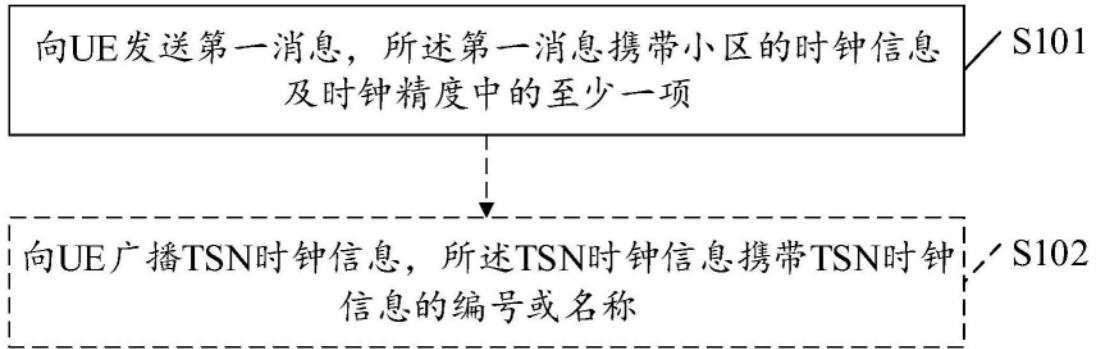 向UE发送第一消息，所述第一消息携带小区的时钟信息
及时钟精度中的至少一项
S101
向UE广播TSN时钟信息，所述TSN时钟信息携带TSN时钟
信息的编号或名称
S102